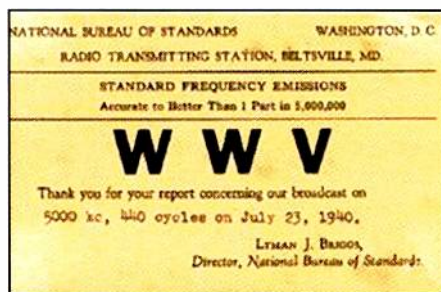 NATIONAL BUREAU OF STANDARDS WASHINGTON, D. C.
RADIO TRANSMITTING STATION, BELTSVILLE, MD.
STANDARD FREQUENCY EMISSIONS
Accurate to Better Than 1 Part in 5,000,000
W W V
Thank you for your report concerning our broadcast on
5000 kc, 440 cycles on July 23, 1940.
LYMAN J. BRIGGS,
Director, National Bureau of Standards.